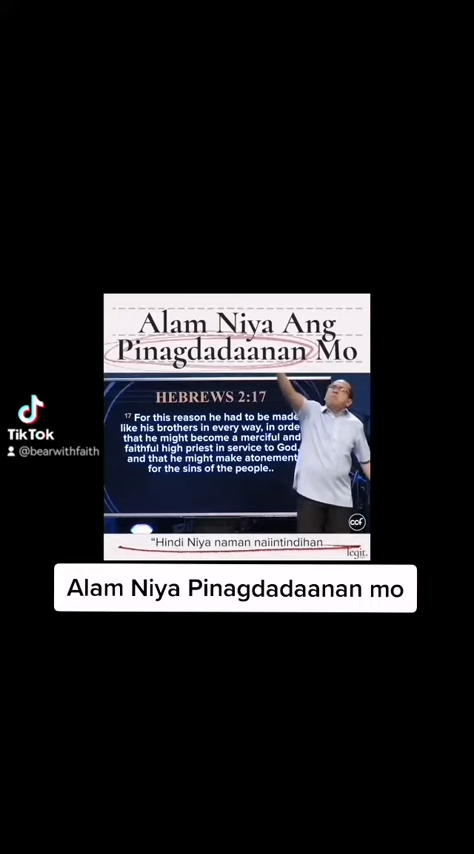 Alam Niya Ang
Pinagdadaanan Mo
HEBREWS 2:17
17 For this reason he had to be made
like his brothers in every way, in orde
that he might become a merciful and
faithful high priest in service to God,
and that he might make atonement
for the sins of the people..
TikTok
@bearwithfaith
ccf
"Hindi Niya naman naiintindihan
legit.
Alam Niya Pinagdadaanan mo